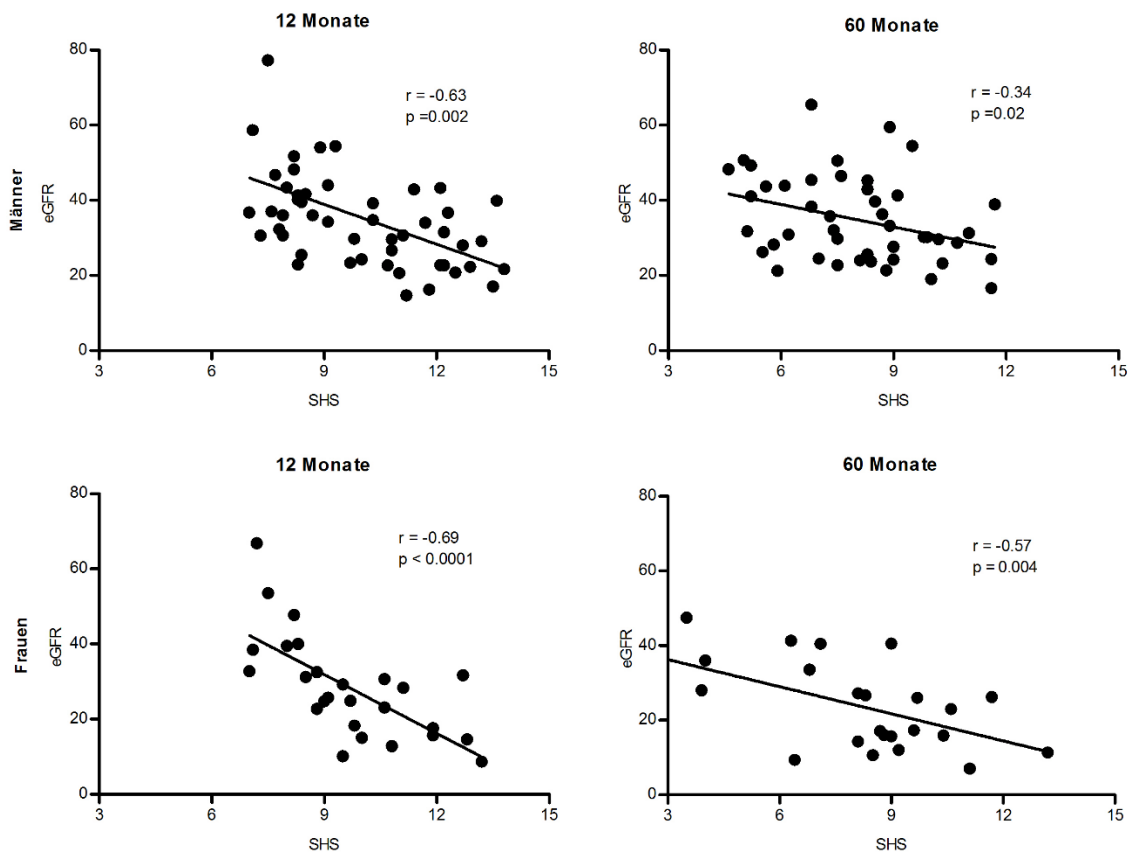 12 Monate
60 Monate
Männer
eGFR
80
60
40
20
0
r = -0.63
p =0.002
3
6
9
12
15
SHS
eGFR
80
60
40
20
0
r = -0.34
p =0.02
3
6
9
12
15
SHS
12 Monate
60 Monate
Frauen
eGFR
80
60
40
20
0
r = -0.69
p < 0.0001
3
6
9
12
15
SHS
eGFR
80
60
40
20
0
r = -0.57
p = 0.004
3
6
9
12
15
SHS